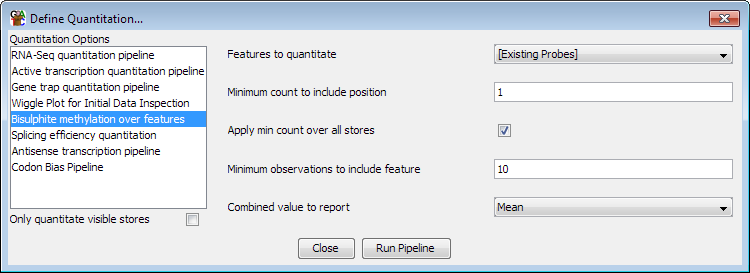 Define Quantitation...
Quantitation Options
RNA-Seq quantitation pipeline
Active transcription quantitation pipeline
Gene trap quantitation pipeline
Wiggle Plot for Initial Data Inspection
Bisulphite methylation over features
Splicing efficiency quantitation
Antisense transcription pipeline
Codon Bias Pipeline
Only quantitate visible stores
Features to quantitate [Existing Probes]
Minimum count to include position 1
Apply min count over all stores
Minimum observations to include feature 10
Combined value to report Mean
Close Run Pipeline